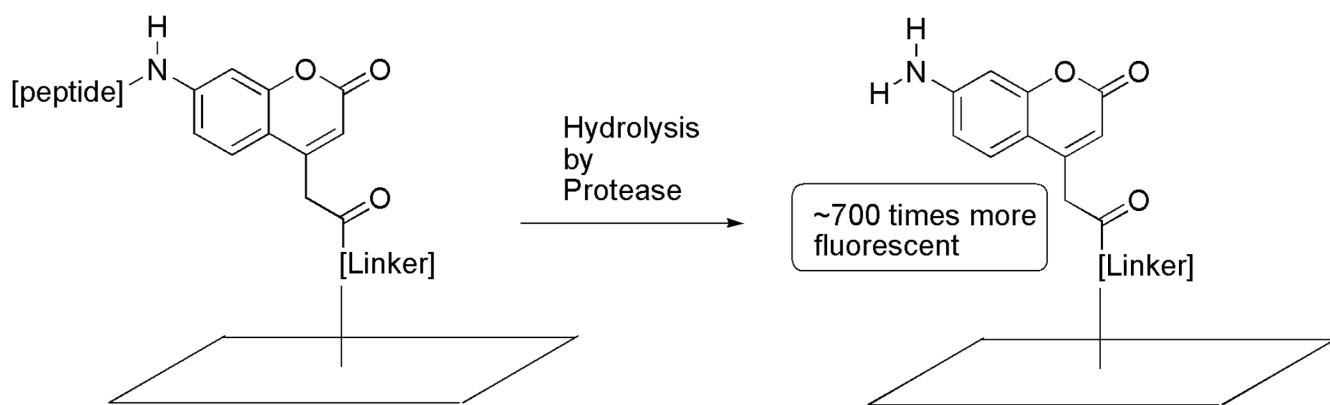 H
[peptide]
N
O
O
O
[Linker]
Hydrolysis
by
Protease
~700 times more
fluorescent
H
N
H
O
O
O
[Linker]